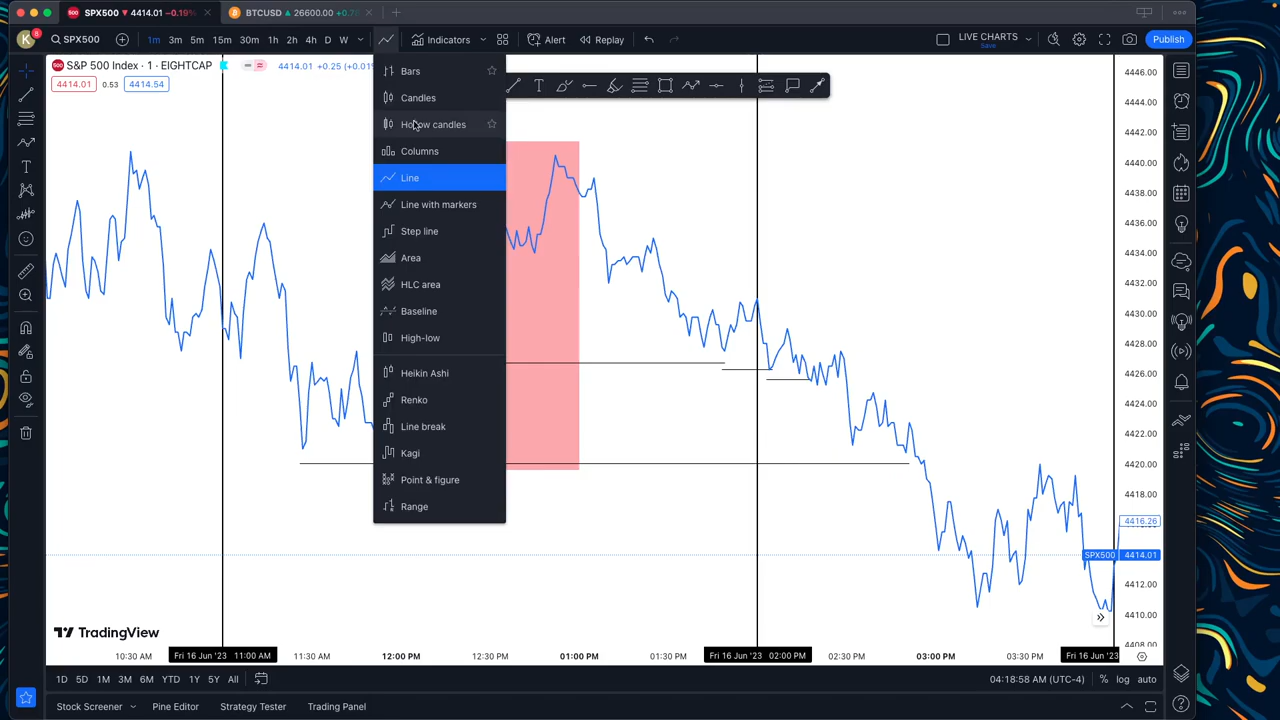 SPX500 ▲ 4414.01 −0.19%
BTCUSD ▲ 26600.00 +0.7
K
8
SPX500
1m 3m 5m 15m 30m 1h 2h 4h D W
Indicators
Alert
Replay
LIVE CHARTS
Save
Publish
S&P 500 Index · 1 · EIGHTCAP
4414.01 +0.25 (+0.01%
4414.01 0.53 4414.54
Bars
Candles
Hollow candles
Columns
Line
Line with markers
Step line
Area
HLC area
Baseline
High-low
Heikin Ashi
Renko
Line break
Kagi
Point & figure
Range
4446.00
4444.00
4442.00
4440.00
4438.00
4436.00
4434.00
4432.00
4430.00
4428.00
4426.00
4424.00
4422.00
4420.00
4418.00
4416.26
SPX500 4414.01
4412.00
4410.00
4408.00
TradingView
10:30 AM Fri 16 Jun '23 11:00 AM 11:30 AM 12:00 PM 12:30 PM 01:00 PM 01:30 PM Fri 16 Jun '23 02:00 PM 02:30 PM 03:00 PM 03:30 PM Fri 16 Jun '23
1D 5D 1M 3M 6M YTD 1Y 5Y All
04:18:58 AM (UTC-4) % log auto
Stock Screener Pine Editor Strategy Tester Trading Panel